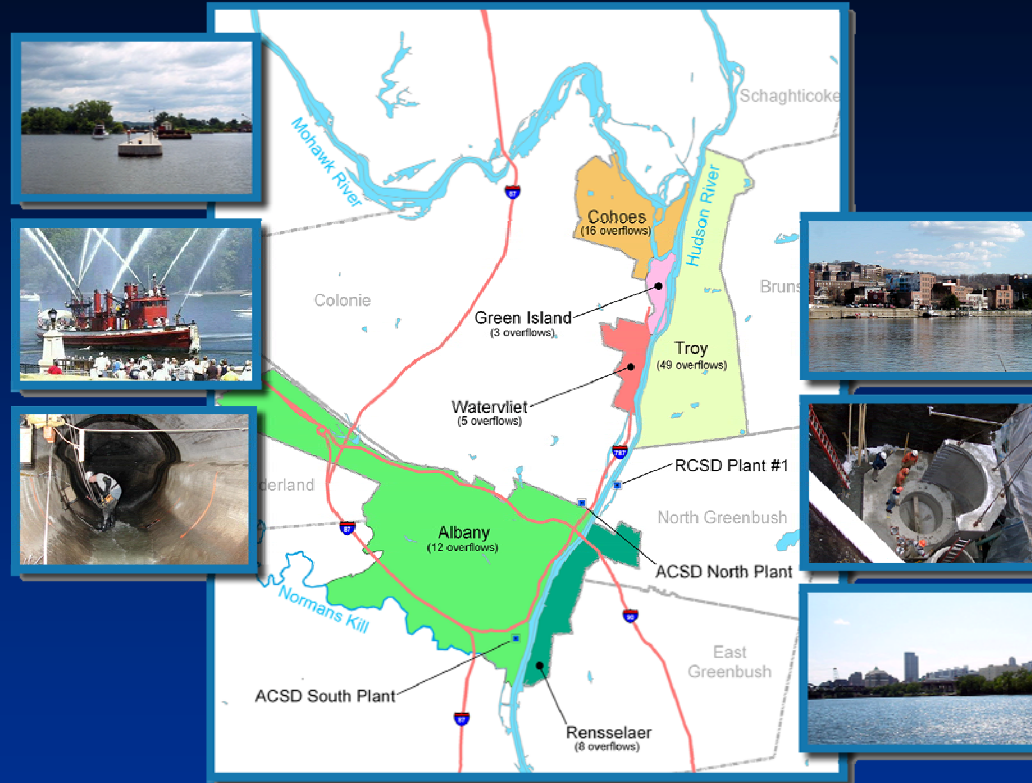 Schaghticoke
Mohawk River
87
Hudson River
Cohoes
(16 overflows)
Colonie
Green Island
(3 overflows)
Troy
(49 overflows)
Watervliet
(5 overflows)
787
RCSD Plant #1
North Greenbush
Albany
(12 overflows)
87
ACSD North Plant
Normans Kill
90
East
Greenbush
ACSD South Plant
87
Rensselaer
(8 overflows)